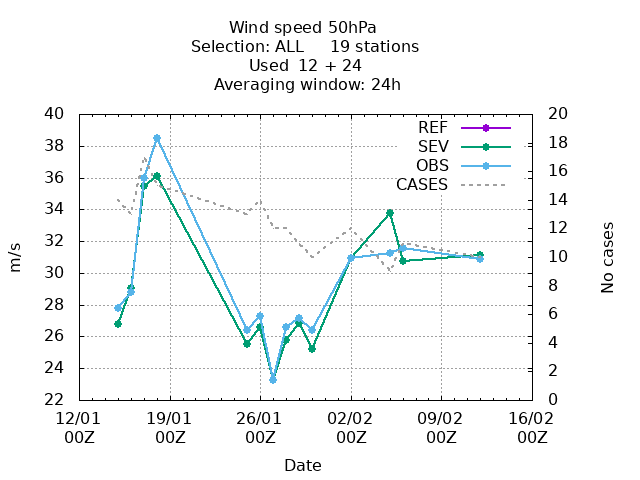 Wind speed 50hPa
Selection: ALL 19 stations
Used 12 + 24
Averaging window: 24h
REF
SEV
OBS
CASES
40
38
36
34
32
30
28
26
24
22
20
18
16
14
12
10
8
6
4
2
0
m/s
No cases
12/01 19/01 26/01 02/02 09/02 16/02
00Z 00Z 00Z 00Z 00Z 00Z
Date